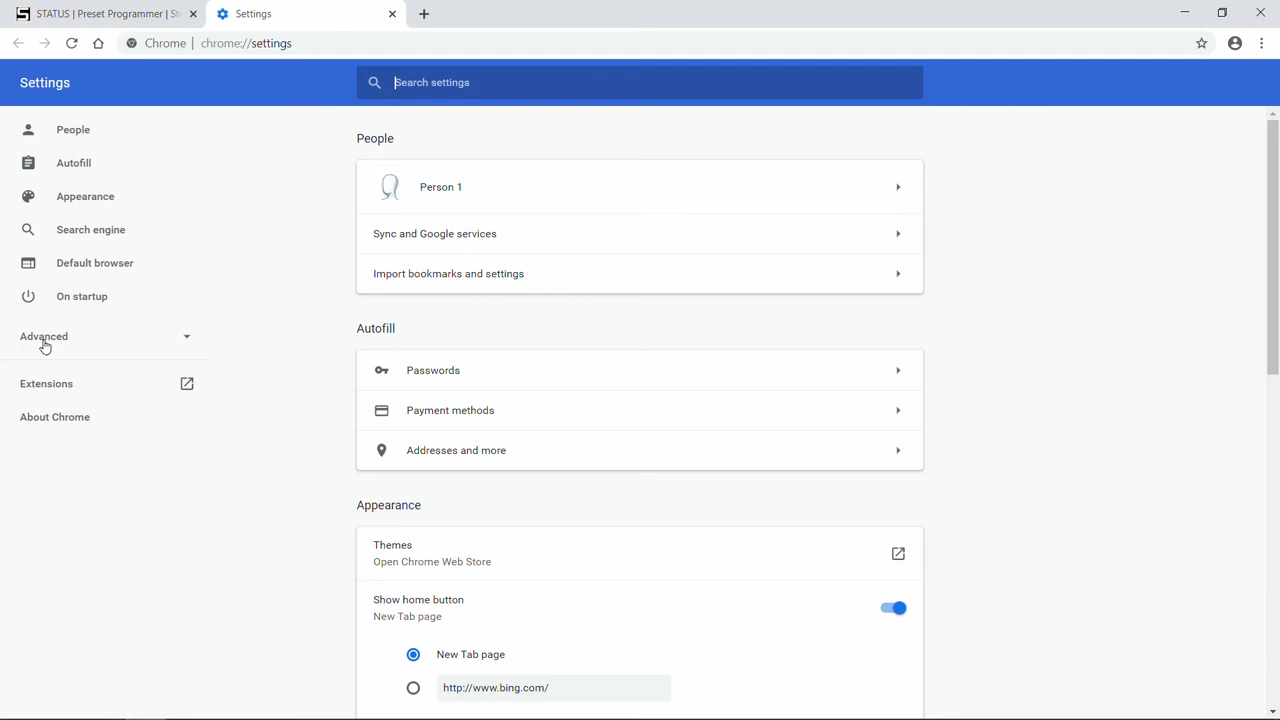 STATUS | Preset Programmer | St
Settings
Chrome | chrome://settings
Settings
Search settings
People
Autofill
Appearance
Search engine
Default browser
On startup
Advanced
Extensions
About Chrome
People
Person 1
Sync and Google services
Import bookmarks and settings
Autofill
Passwords
Payment methods
Addresses and more
Appearance
Themes
Open Chrome Web Store
Show home button
New Tab page
New Tab page
http://www.bing.com/